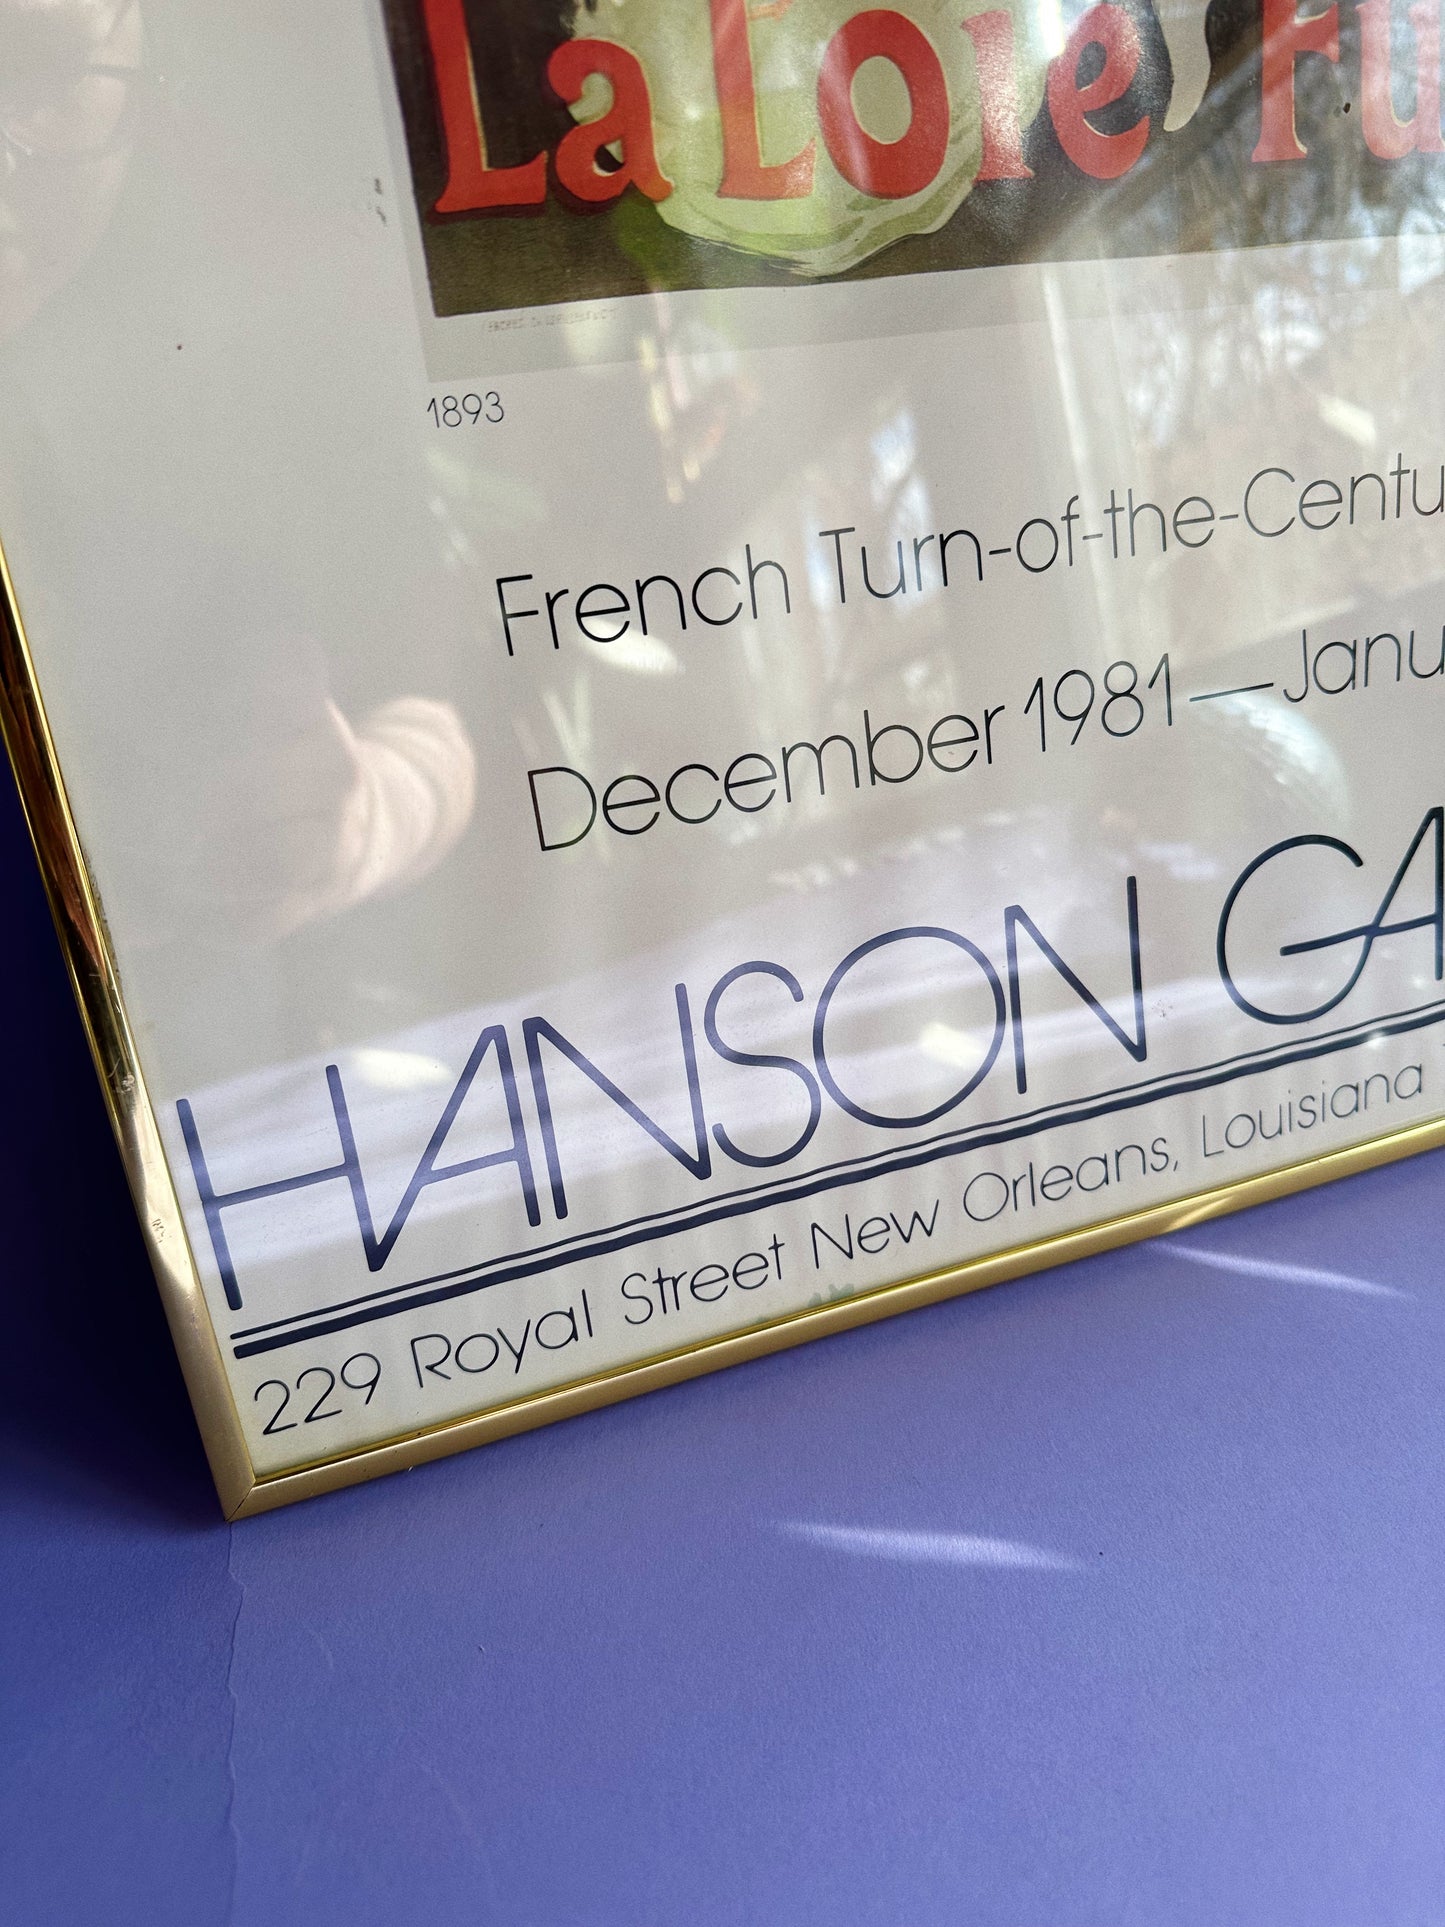 La Loïe Fu
1893
French Turn-of-the-Centu
December 1981—Janu
HANSON GA
229 Royal Street New Orleans, Louisiana